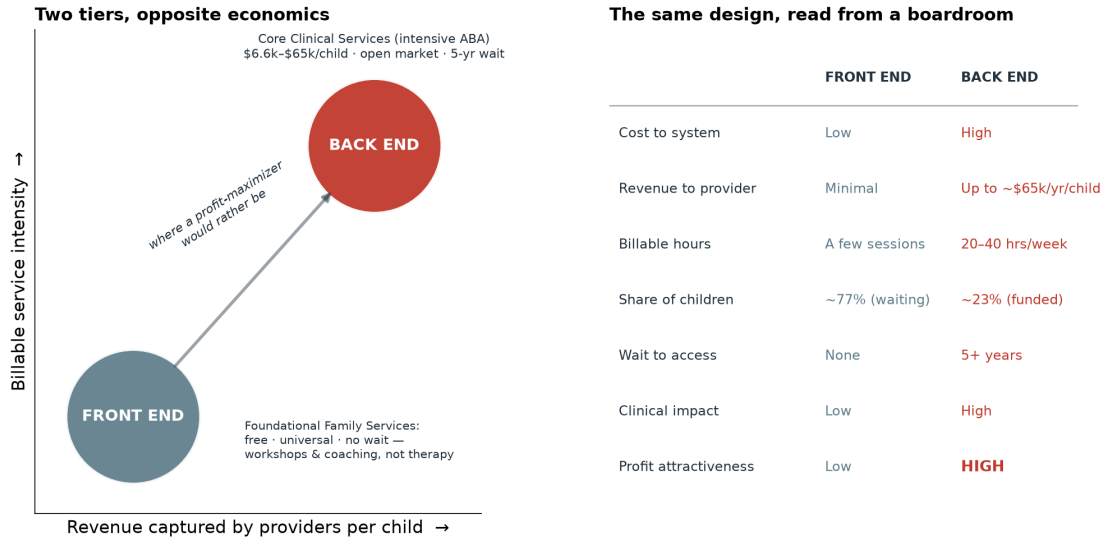 Two tiers, opposite economics
Core Clinical Services (intensive ABA)
$6.6k–$65k/child · open market · 5-yr wait
BACK END
where a profit-maximizer
would rather be
FRONT END
Foundational Family Services:
free · universal · no wait —
workshops & coaching, not therapy
Billable service intensity →
Revenue captured by providers per child →
The same design, read from a boardroom
FRONT END BACK END
Cost to system Low High
Revenue to provider Minimal Up to ~$65k/yr/child
Billable hours A few sessions 20–40 hrs/week
Share of children ~77% (waiting) ~23% (funded)
Wait to access None 5+ years
Clinical impact Low High
Profit attractiveness Low HIGH